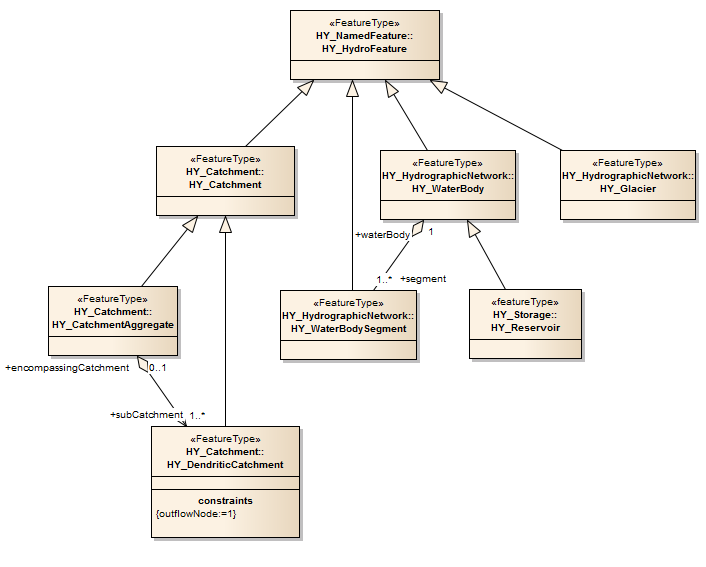 «FeatureType»
HY_NamedFeature::
HY_HydroFeature
«FeatureType»
HY_Catchment::
HY_Catchment
«FeatureType»
HY_HydrographicNetwork::
HY_WaterBody
«FeatureType»
HY_HydrographicNetwork::
HY_Glacier
+waterBody
1
1..*
+segment
«FeatureType»
HY_Catchment::
HY_CatchmentAggregate
«FeatureType»
HY_HydrographicNetwork::
HY_WaterBodySegment
«featureType»
HY_Storage::
HY_Reservoir
+encompassingCatchment
0..1
+subCatchment
1..*
«FeatureType»
HY_Catchment::
HY_DendriticCatchment
constraints
{outflowNode:=1}